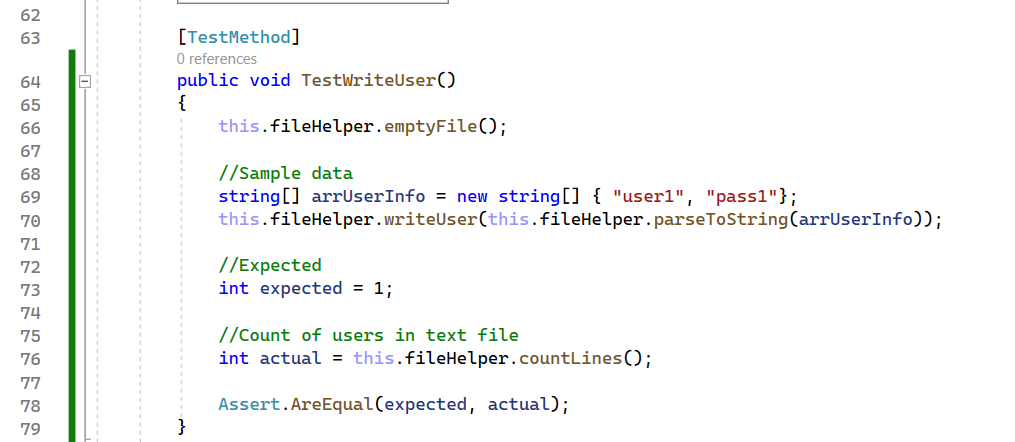 62
63 [TestMethod]
0 references
64 public void TestWriteUser()
65 {
66 this.fileHelper.emptyFile();
67
68 //Sample data
69 string[] arrUserInfo = new string[] { "user1", "pass1"};
70 this.fileHelper.writeUser(this.fileHelper.parseToString(arrUserInfo));
71
72 //Expected
73 int expected = 1;
74
75 //Count of users in text file
76 int actual = this.fileHelper.countLines();
77
78 Assert.AreEqual(expected, actual);
79 }